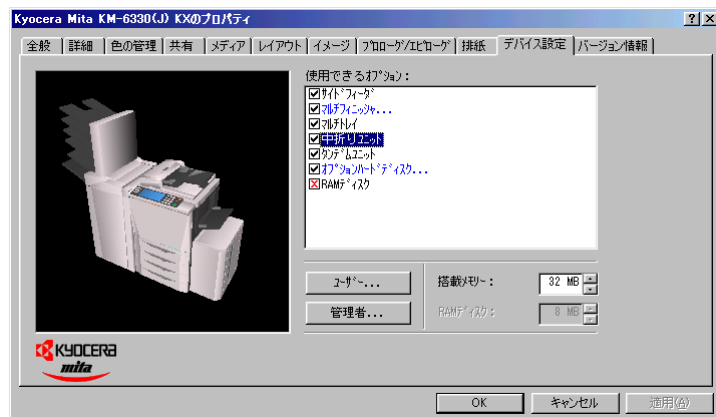 Kyocera Mita KM-6330(J) KXのプロパティ
全般 詳細 色の管理 共有 メディア レイアウト イメージ ﾌﾟﾛﾛｰｸﾞ/ｴﾋﾟﾛｰｸﾞ 排紙 デバイス設定 バージョン情報
使用できるｵﾌﾟｼｮﾝ:
ｻｲﾄﾞﾌｨｰﾀﾞ
ﾏﾙﾁﾌｨﾆｯｼｬ...
ﾏﾙﾁﾄﾚｲ
中折りﾕﾆｯﾄ
ﾀﾝﾃﾞﾑﾕﾆｯﾄ
ｵﾌﾟｼｮﾝﾊｰﾄﾞﾃﾞｨｽｸ...
RAMﾃﾞｨｽｸ
ﾕｰｻﾞｰ... 搭載ﾒﾓﾘｰ: 32 MB
管理者... RAMﾃﾞｨｽｸ: 8 MB
KYOCERA
mita
OK キャンセル 適用(A)